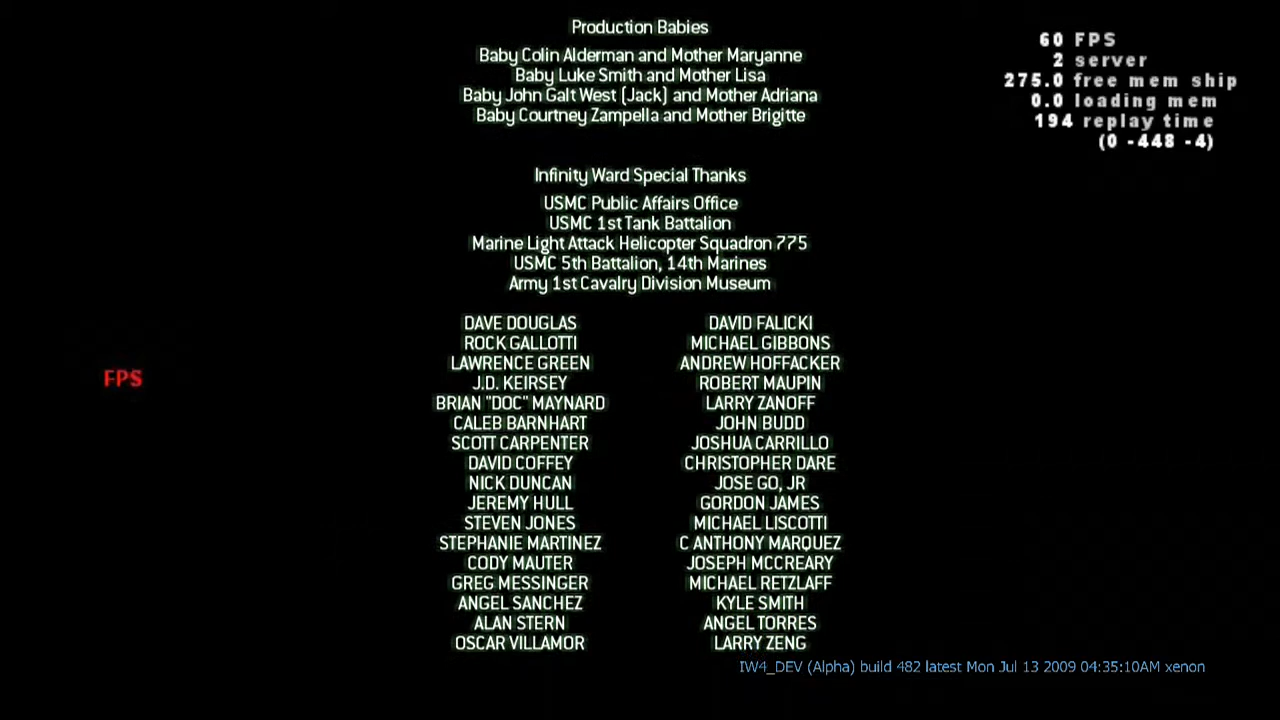 Production Babies
Baby Colin Alderman and Mother Maryanne
Baby Luke Smith and Mother Lisa
Baby John Galt West (Jack) and Mother Adriana
Baby Courtney Zampella and Mother Brigitte
60 FPS
2 server
275.0 free mem ship
0.0 loading mem
194 replay time
(0 -448 -4)
Infinity Ward Special Thanks
USMC Public Affairs Office
USMC 1st Tank Battalion
Marine Light Attack Helicopter Squadron 775
USMC 5th Battalion, 14th Marines
Army 1st Cavalry Division Museum
DAVE DOUGLAS DAVID FALICKI
ROCK GALLOTTI MICHAEL GIBBONS
LAWRENCE GREEN ANDREW HOFFACKER
FPS
J.D. KEIRSEY ROBERT MAUPIN
BRIAN "DOC" MAYNARD LARRY ZANOFF
CALEB BARNHART JOHN BUDD
SCOTT CARPENTER JOSHUA CARRILLO
DAVID COFFEY CHRISTOPHER DARE
NICK DUNCAN JOSE GO, JR
JEREMY HULL GORDON JAMES
STEVEN JONES MICHAEL LISCOTTI
STEPHANIE MARTINEZ C ANTHONY MARQUEZ
CODY MAUTER JOSEPH MCCREARY
GREG MESSINGER MICHAEL RETZLAFF
ANGEL SANCHEZ KYLE SMITH
ALAN STERN ANGEL TORRES
OSCAR VILLAMOR LARRY ZENG
IW4_DEV (Alpha) build 482 latest Mon Jul 13 2009 04:35:10AM xenon